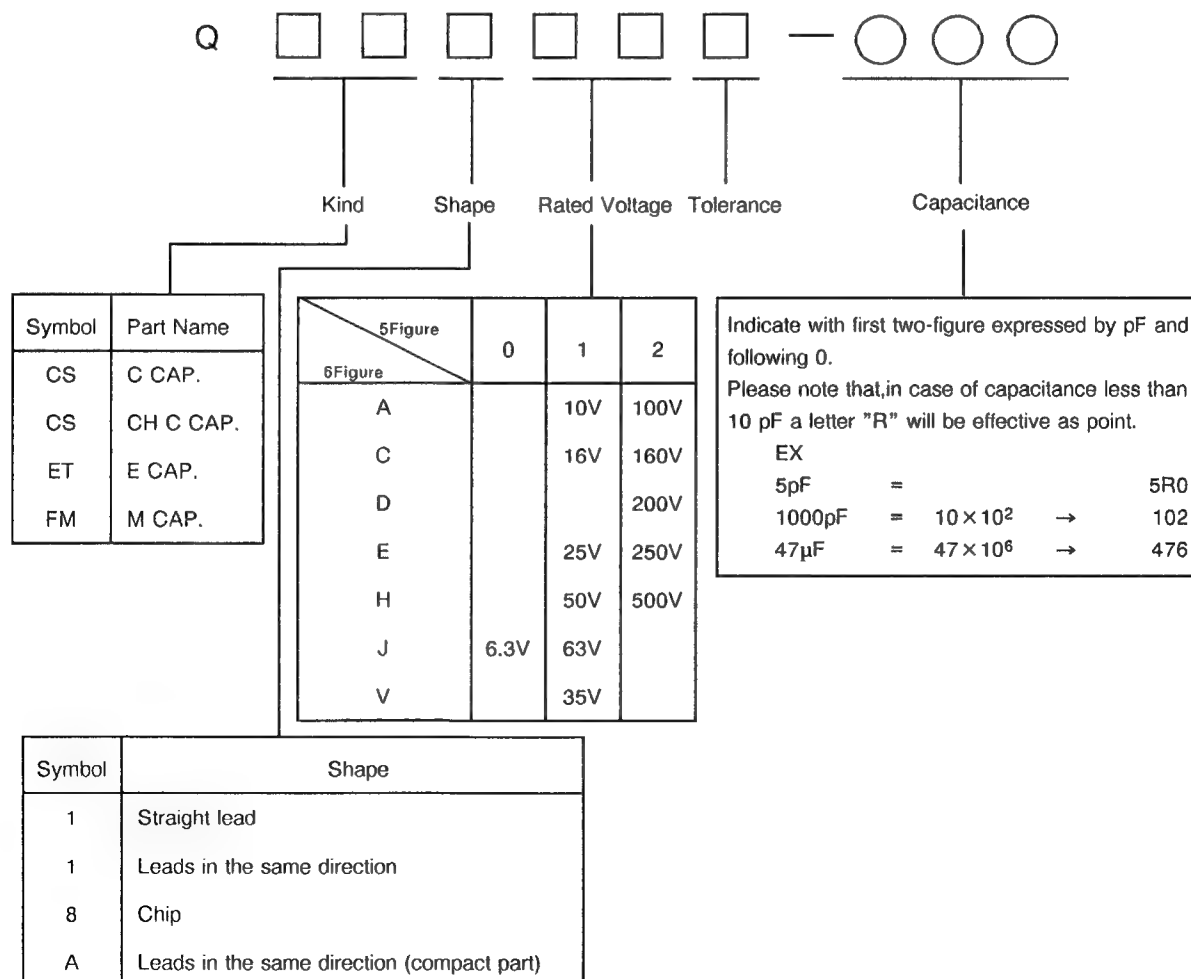 Q — 
Kind Shape Rated Voltage Tolerance Capacitance
Symbol Part Name
CS C CAP.
CS CH C CAP.
ET E CAP.
FM M CAP.
5Figure 0 1 2
6Figure
A 10V 100V
C 16V 160V
D 200V
E 25V 250V
H 50V 500V
J 6.3V 63V
V 35V
Indicate with first two-figure expressed by pF and
following 0.
Please note that,in case of capacitance less than
10 pF a letter "R" will be effective as point.
EX
5pF = 5R0
1000pF = 10×10² → 102
47μF = 47×10⁶ → 476
Symbol Shape
1 Straight lead
1 Leads in the same direction
8 Chip
A Leads in the same direction (compact part)